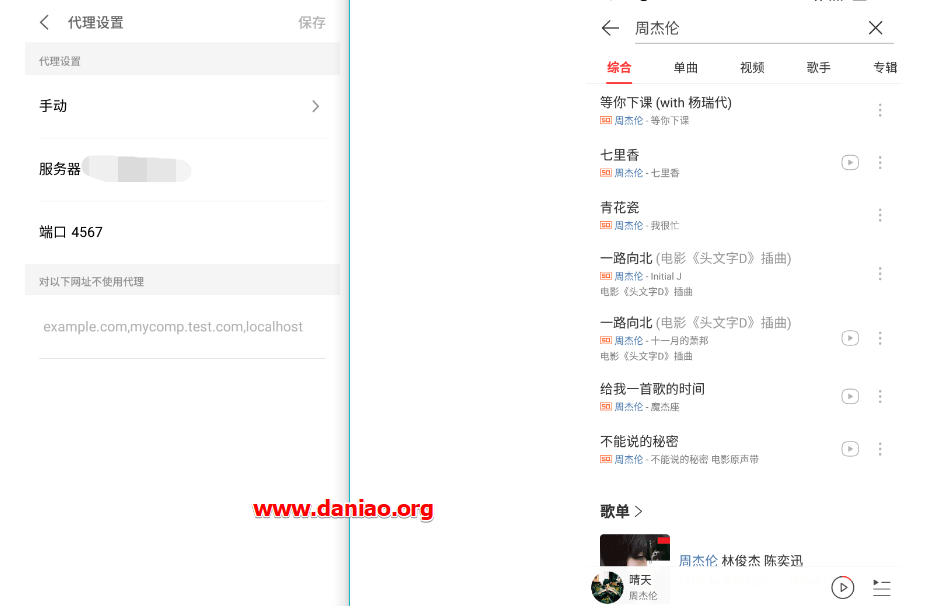 代理设置
保存
代理设置
手动
服务器
端口 4567
对以下网址不使用代理
example.com,mycomp.test.com,localhost
周杰伦
综合 单曲 视频 歌手 专辑
等你下课 (with 杨瑞代)
SQ 周杰伦 - 等你下课
七里香
SQ 周杰伦 - 七里香
青花瓷
SQ 周杰伦 - 我很忙
一路向北 (电影《头文字D》插曲)
SQ 周杰伦 - Initial J
电影《头文字D》插曲
一路向北 (电影《头文字D》插曲)
SQ 周杰伦 - 十一月的萧邦
电影《头文字D》插曲
给我一首歌的时间
SQ 周杰伦 - 魔杰座
不能说的秘密
SQ 周杰伦 - 不能说的秘密 电影原声带
www.daniao.org
歌单
周杰伦 林俊杰 陈奕迅
晴天
周杰伦